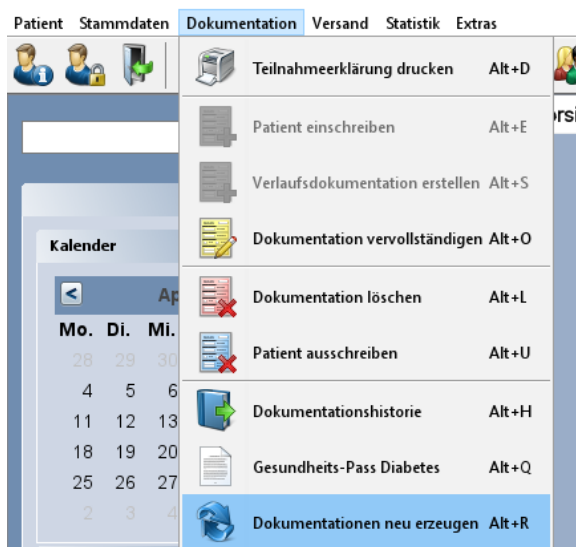 Patient Stammdaten Dokumentation Versand Statistik Extras
Teilnahmeerklärung drucken Alt+D
Patient einschreiben Alt+E
Verlaufsdokumentation erstellen Alt+S
Dokumentation vervollständigen Alt+O
Kalender
Dokumentation löschen Alt+L
< Ap
Mo. Di. Mi.
Patient ausschreiben Alt+U
28 29 30
4 5 6
Dokumentationshistorie Alt+H
11 12 13
18 19 20
Gesundheits-Pass Diabetes Alt+Q
25 26 27
2 3 4
Dokumentationen neu erzeugen Alt+R